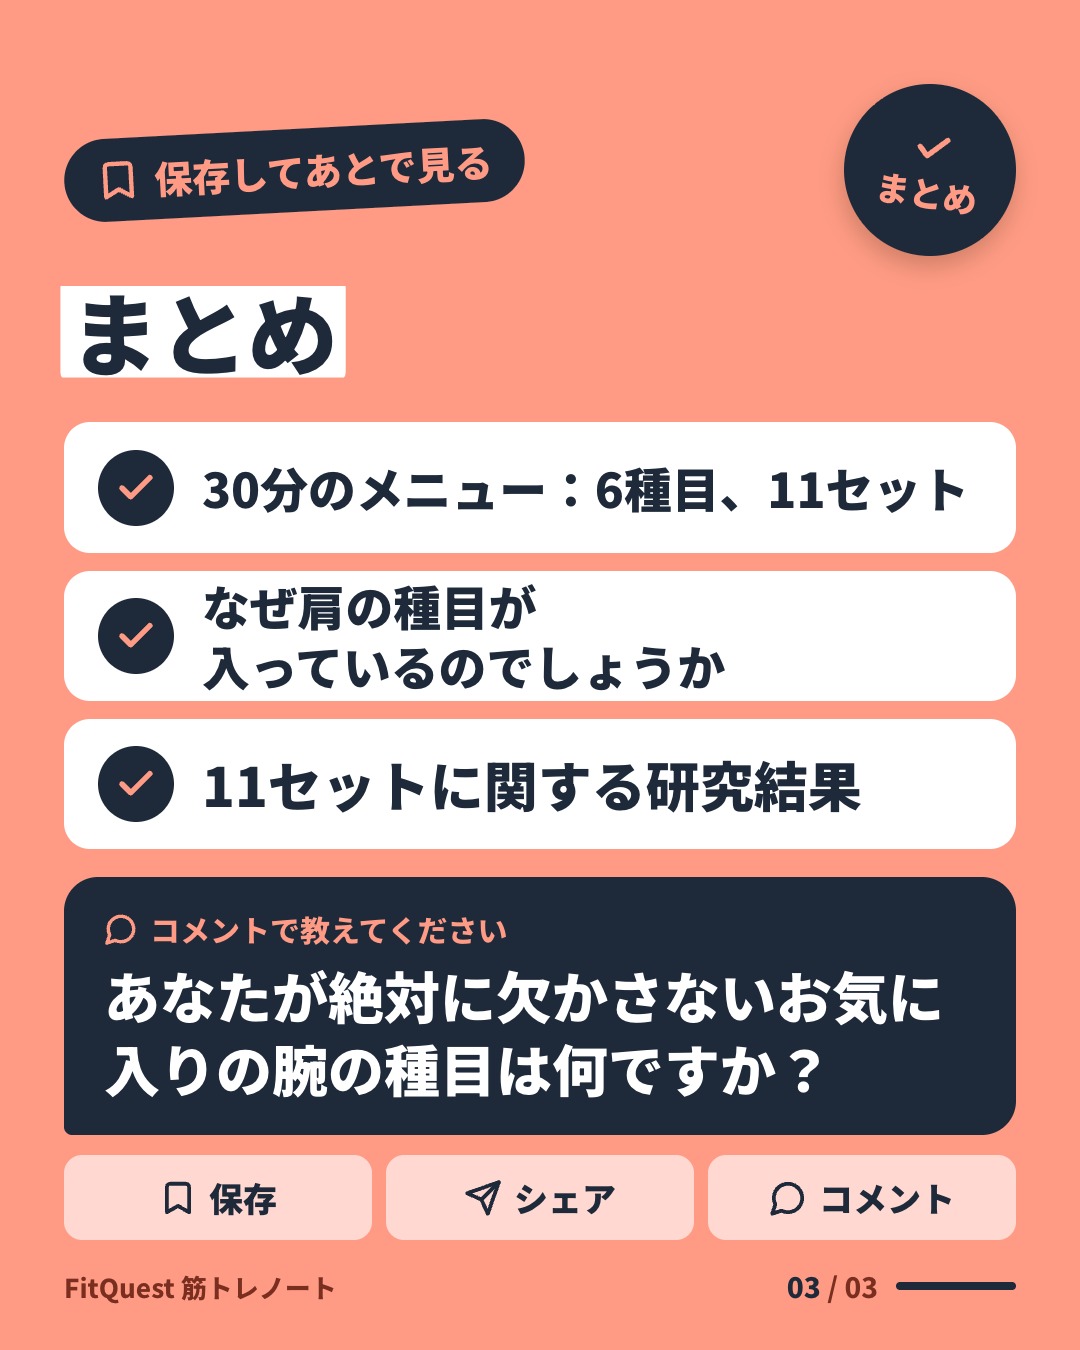 保存してあとで見る
まとめ
まとめ
30分のメニュー：6種目、11セット
なぜ肩の種目が
入っているのでしょうか
11セットに関する研究結果
コメントで教えてください
あなたが絶対に欠かさないお気に
入りの腕の種目は何ですか？
保存
シェア
コメント
FitQuest 筋トレノート
03 / 03